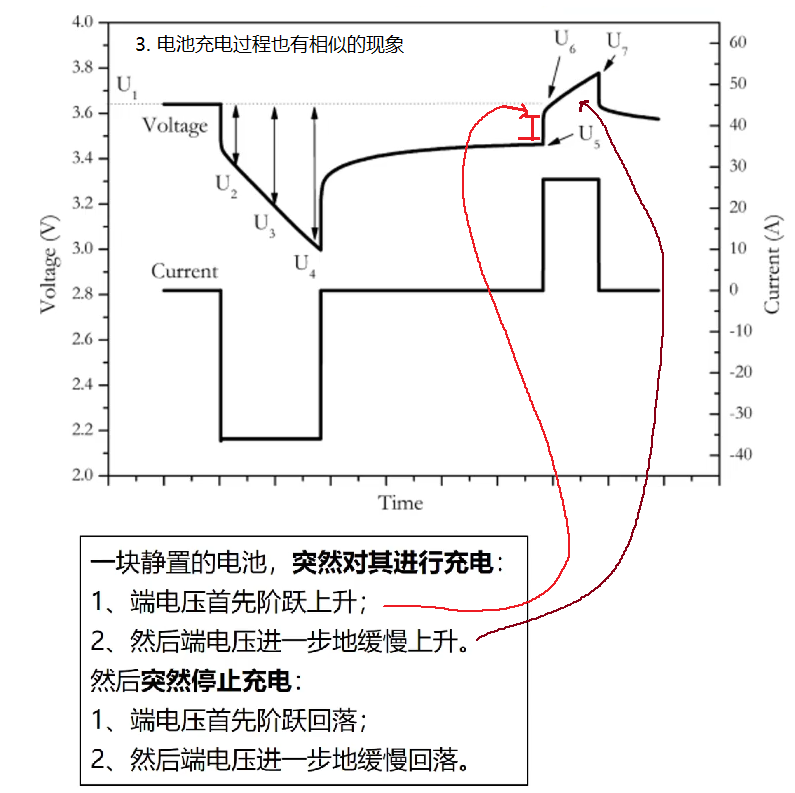 3. 电池充电过程也有相似的现象
4.0
3.8
3.6
3.4
3.2
3.0
2.8
2.6
2.4
2.2
2.0
Voltage (V)
U1
Voltage
U2
U3
U4
U5
U6
U7
Current
60
50
40
30
20
10
0
-10
-20
-30
-40
Current (A)
Time
一块静置的电池，突然对其进行充电：
1、端电压首先阶跃上升；
2、然后端电压进一步地缓慢上升。
然后突然停止充电：
1、端电压首先阶跃回落；
2、然后端电压进一步地缓慢回落。